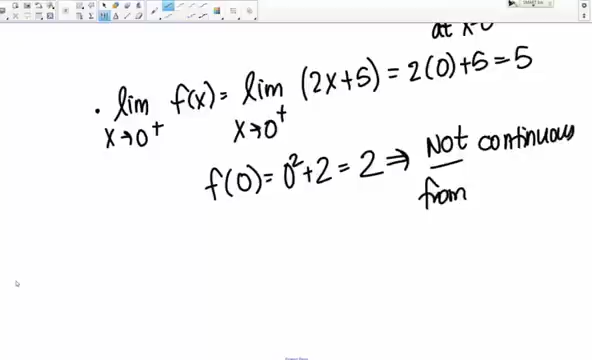 at x=0
• lim f(x) = lim (2x+5) = 2(0)+5 = 5
x→0⁺ x→0⁺
f(0) = 0²+2 = 2 ⇒ Not continuous
from